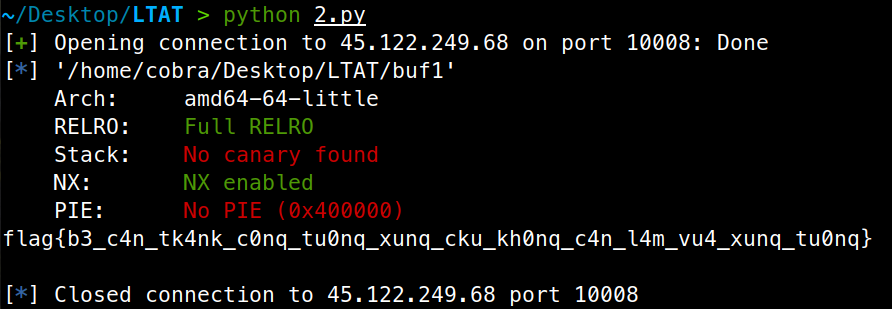 ~/Desktop/LTAT > python 2.py
[+] Opening connection to 45.122.249.68 on port 10008: Done
[*] '/home/cobra/Desktop/LTAT/buf1'
    Arch:     amd64-64-little
    RELRO:    Full RELRO
    Stack:    No canary found
    NX:       NX enabled
    PIE:      No PIE (0x400000)
flag{b3_c4n_tk4nk_c0nq_tu0nq_xunq_cku_kh0nq_c4n_l4m_vu4_xunq_tu0nq}
[*] Closed connection to 45.122.249.68 port 10008